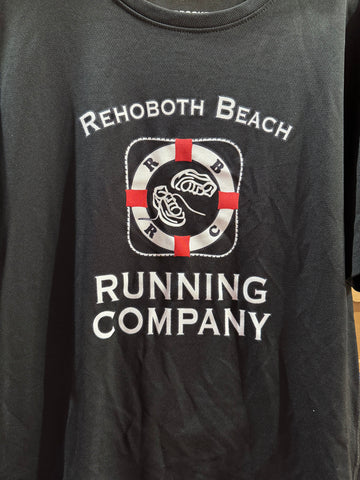 REHOBOTH BEACH
R B
R C
RUNNING
COMPANY